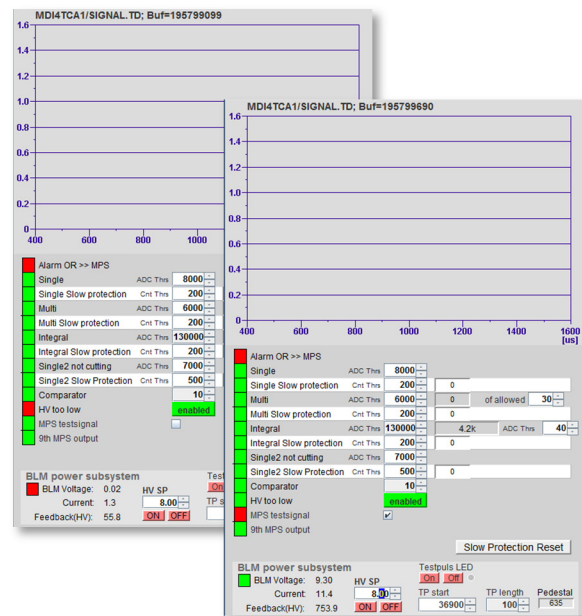 MDI4TCA1/SIGNAL.TD; Buf=195799099
1.6
1.4
1.2
1.0
0.8
0.6
0.4
0.2
0
400 600 800 1000
Alarm OR >> MPS
Single ADC Thrs 8000
Single Slow protection Cnt Thrs 200
Multi ADC Thrs 6000
Multi Slow protection Cnt Thrs 200
Integral ADC Thrs 130000
Integral Slow protection Cnt Thrs 200
Single2 not cutting ADC Thrs 7000
Single2 Slow Protection Cnt Thrs 500
Comparator 10
HV too low enabled
MPS testsignal
9th MPS output
BLM power subsystem
BLM Voltage: 0.02 HV SP
Current: 1.3 8.00
Feedback(HV): 55.8 ON OFF
MDI4TCA1/SIGNAL.TD; Buf=195799690
1.6
1.4
1.2
1.0
0.8
0.6
0.4
0.2
0
400 600 800 1000 1200 1400 1600
[us]
Alarm OR >> MPS
Single ADC Thrs 8000
Single Slow protection Cnt Thrs 200 0
Multi ADC Thrs 6000 0 of allowed 30
Multi Slow protection Cnt Thrs 200 0
Integral ADC Thrs 130000 4.2k ADC Thrs 40
Integral Slow protection Cnt Thrs 200 0
Single2 not cutting ADC Thrs 7000
Single2 Slow Protection Cnt Thrs 500 0
Comparator 10
HV too low enabled
MPS testsignal
9th MPS output
Slow Protection Reset
BLM power subsystem Testpuls LED
BLM Voltage: 9.30 HV SP On Off
Current: 11.4 8.00 TP start TP length Pedestal
Feedback(HV): 753.9 ON OFF 36900 100 635